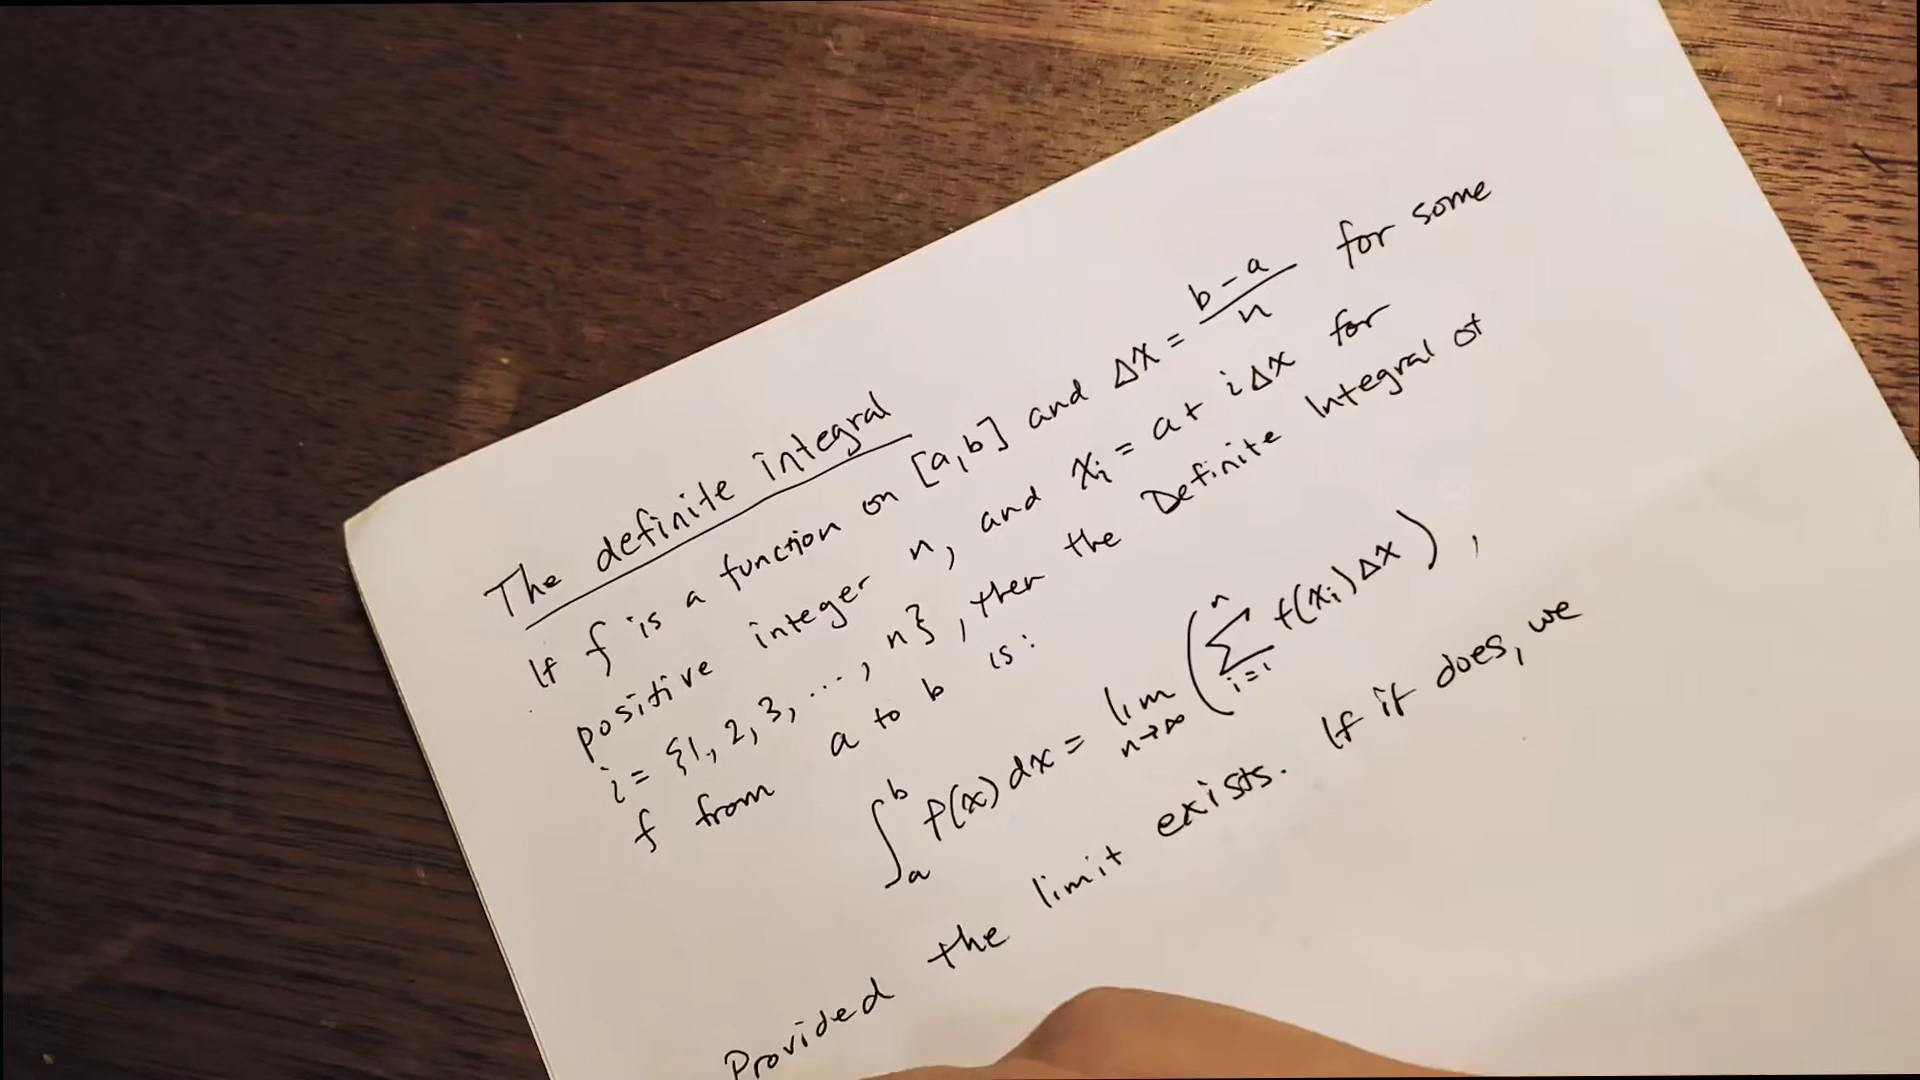 The definite integral
If f is a function on [a,b] and Δx = (b-a)/n for some
positive integer n, and xᵢ = a + iΔx for
i = {1, 2, 3, ..., n}, then the Definite Integral of
f from a to b is:
∫ₐᵇ f(x) dx = lim n→∞ (∑ i=1 n f(xᵢ)Δx),
Provided the limit exists. If it does, we